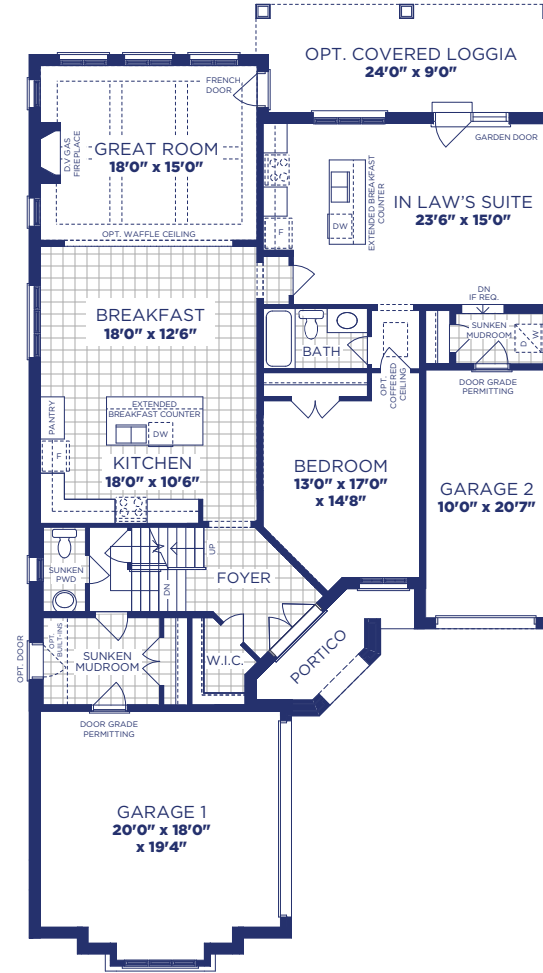 OPT. COVERED LOGGIA
24'0" x 9'0"
FRENCH
DOOR
GREAT ROOM
18'0" x 15'0"
D.V GAS
FIREPLACE
OPT. WAFFLE CEILING
GARDEN DOOR
IN LAW'S SUITE
23'6" x 15'0"
EXTENDED BREAKFAST
COUNTER
DW
F
BREAKFAST
18'0" x 12'6"
DN
IF REQ.
SUNKEN
MUDROOM
D W
DOOR GRADE
PERMITTING
BATH
OPT.
COFFERED
CEILING
PANTRY
F
EXTENDED
BREAKFAST COUNTER
DW
KITCHEN
18'0" x 10'6"
BEDROOM
13'0" x 17'0"
x 14'8"
GARAGE 2
10'0" x 20'7"
UP
DN
SUNKEN
PWD
FOYER
OPT. DOOR
OPT.
BUILT-INS
SUNKEN
MUDROOM
W.I.C.
PORTICO
DOOR GRADE
PERMITTING
GARAGE 1
20'0" x 18'0"
x 19'4"